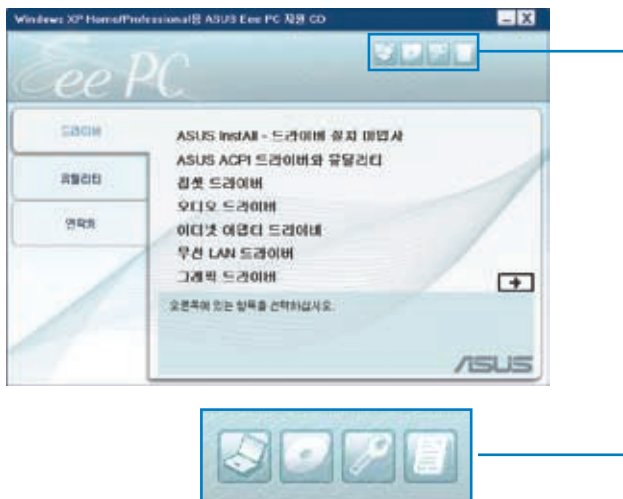 Windows XP Home/Professional용 ASUS Eee PC 지원 CD
Eee PC
드라이버
유틸리티
연락처
ASUS InstAll - 드라이버 설치 마법사
ASUS ACPI 드라이버와 유틸리티
칩셋 드라이버
오디오 드라이버
이더넷 어댑터 드라이버
무선 LAN 드라이버
그래픽 드라이버
오른쪽에 있는 항목을 선택하십시오.
ASUS